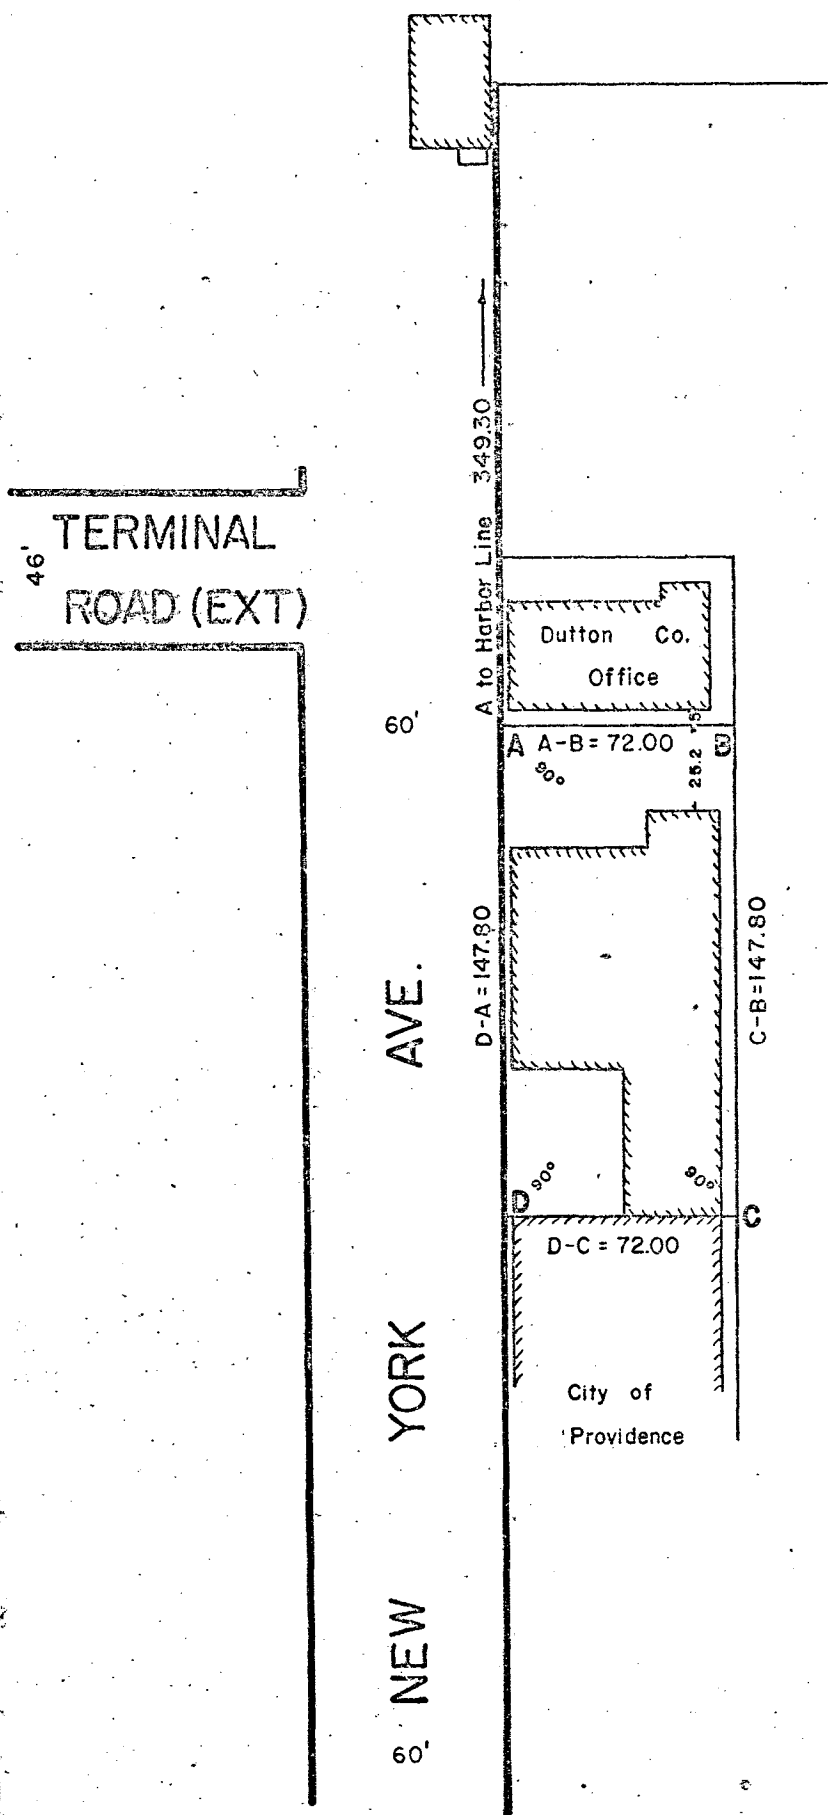 TERMINAL
ROAD (EXT)
46'
A to Harbor Line 349.30
Dutton Co.
Office
60'
A A-B = 72.00 B
90°
25.2
5
D-A = 147.80
C-B = 147.80
AVE.
90°
90°
D
C
D-C = 72.00
YORK
City of
Providence
NEW
60'